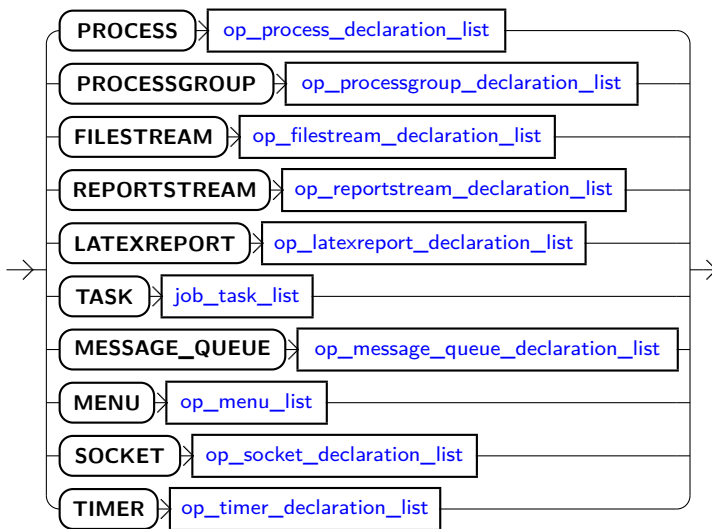 PROCESS op_process_declaration_list
PROCESSGROUP op_processgroup_declaration_list
FILESTREAM op_filestream_declaration_list
REPORTSTREAM op_reportstream_declaration_list
LATEXREPORT op_latexreport_declaration_list
TASK job_task_list
MESSAGE_QUEUE op_message_queue_declaration_list
MENU op_menu_list
SOCKET op_socket_declaration_list
TIMER op_timer_declaration_list